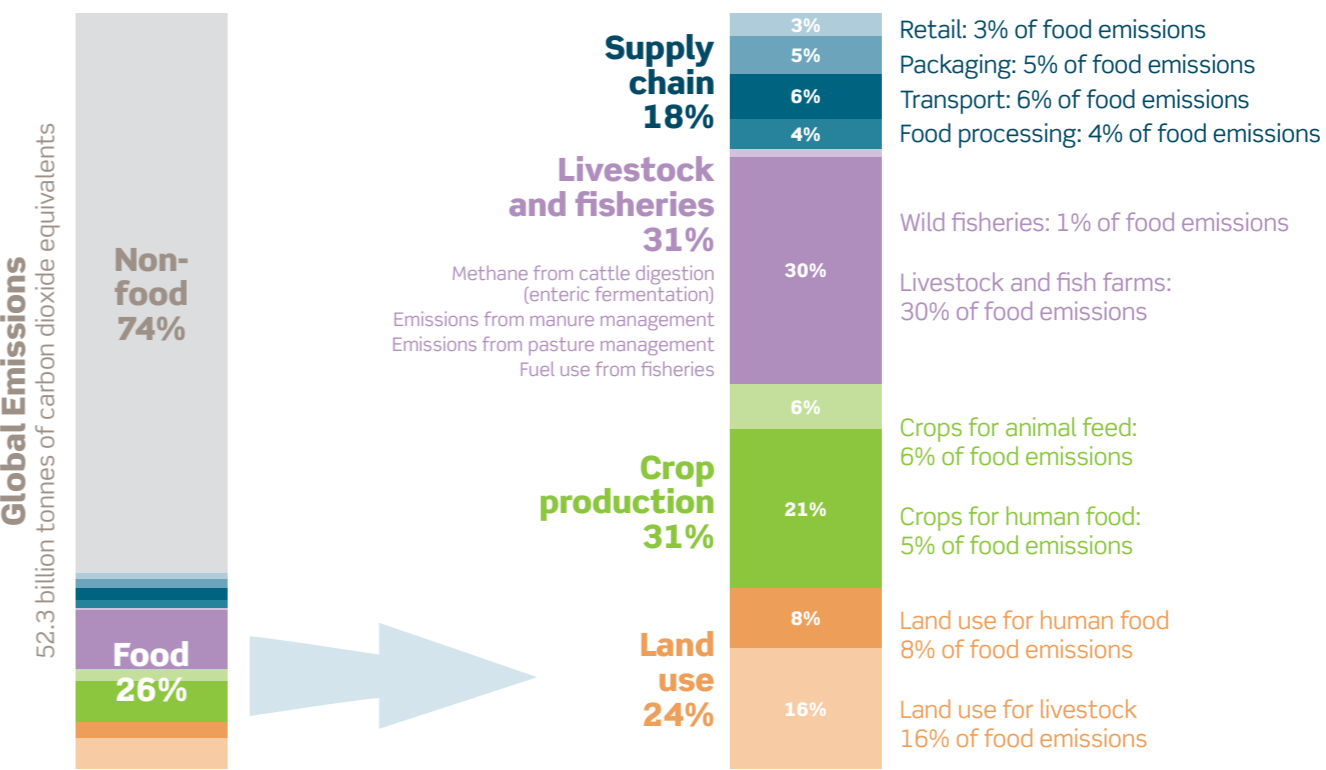 Global Emissions
52.3 billion tonnes of carbon dioxide equivalents
Non-
food
74%
Food
26%
Supply
chain
18%
3%
5%
6%
4%
Retail: 3% of food emissions
Packaging: 5% of food emissions
Transport: 6% of food emissions
Food processing: 4% of food emissions
Livestock
and fisheries
31%
Methane from cattle digestion
(enteric fermentation)
Emissions from manure management
Emissions from pasture management
Fuel use from fisheries
30%
Wild fisheries: 1% of food emissions
Livestock and fish farms:
30% of food emissions
Crop
production
31%
6%
21%
Crops for animal feed:
6% of food emissions
Crops for human food:
5% of food emissions
Land
use
24%
8%
16%
Land use for human food
8% of food emissions
Land use for livestock
16% of food emissions